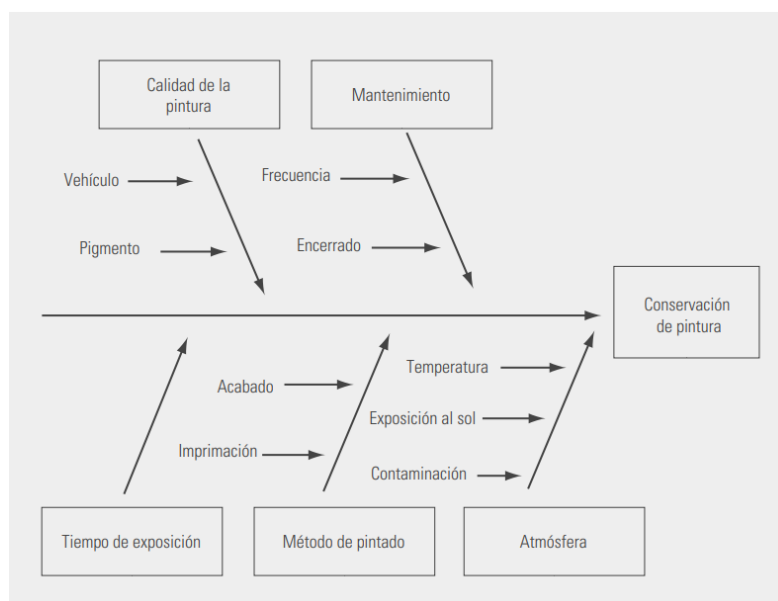 Calidad de la
pintura
Mantenimiento
Vehículo
Frecuencia
Pigmento
Encerrado
Conservación
de pintura
Temperatura
Acabado
Exposición al sol
Imprimación
Contaminación
Tiempo de exposición
Método de pintado
Atmósfera